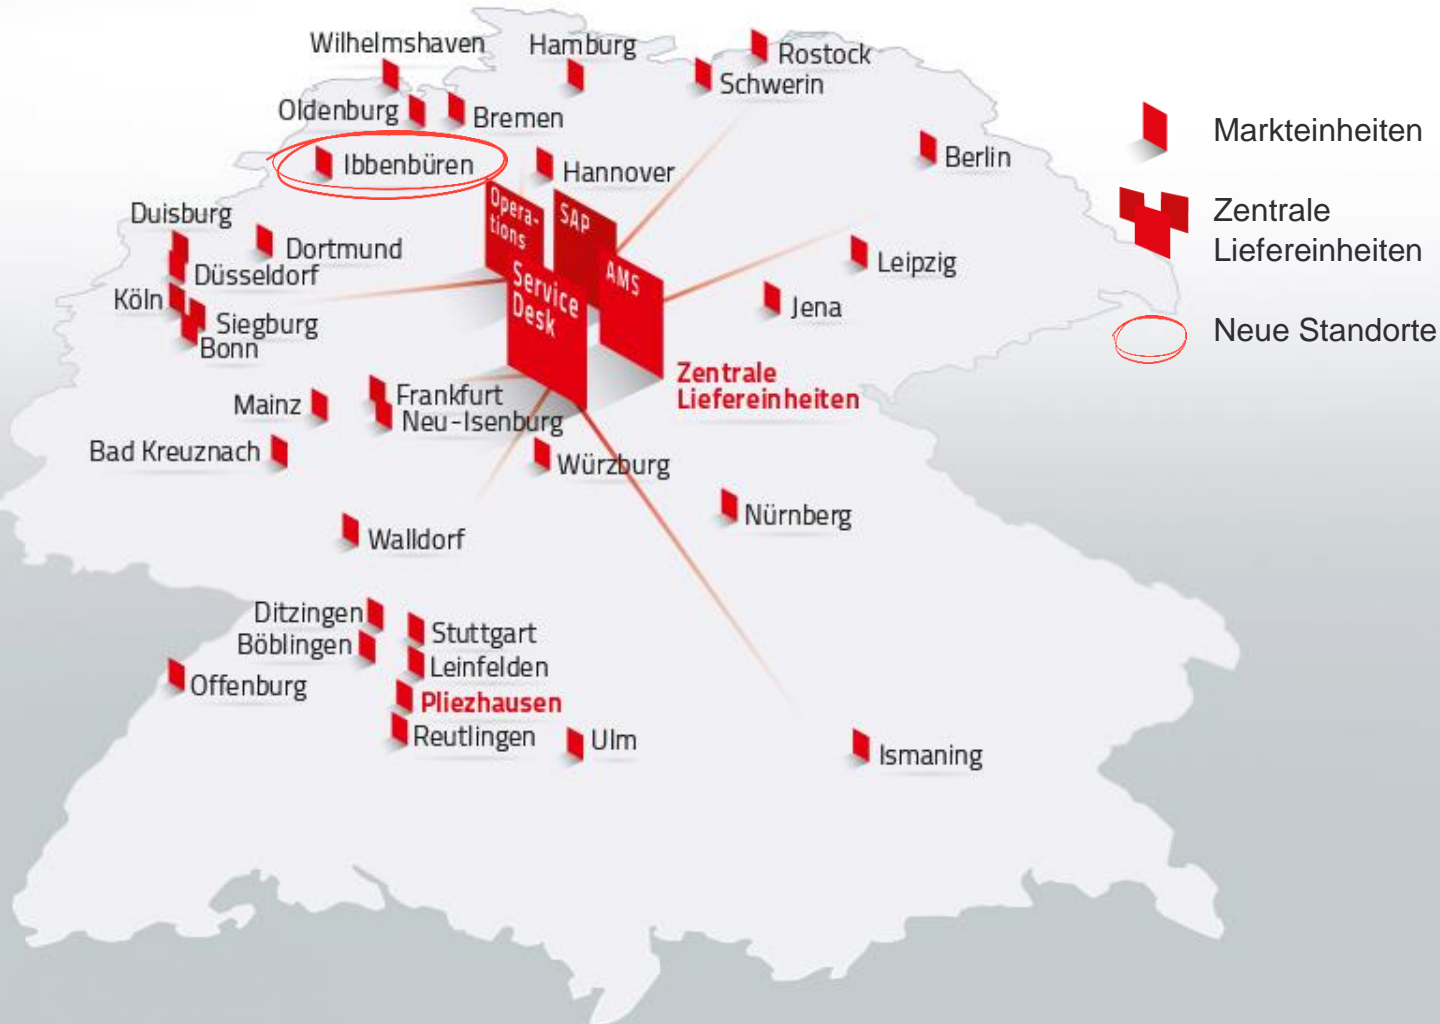 Wilhelmshaven
Hamburg
Rostock
Schwerin
Oldenburg
Bremen
Ibbenbüren
Hannover
Berlin
Duisburg
Dortmund
Düsseldorf
Köln
Siegburg
Bonn
Opera-
tions
SAP
AMS
Service
Desk
Leipzig
Jena
Zentrale
Liefereinheiten
Mainz
Frankfurt
Neu-Isenburg
Bad Kreuznach
Würzburg
Nürnberg
Walldorf
Ditzingen
Böblingen
Stuttgart
Leinfelden
Offenburg
Pliezhausen
Reutlingen
Ulm
Ismaning
Markteinheiten
Zentrale
Liefereinheiten
Neue Standorte